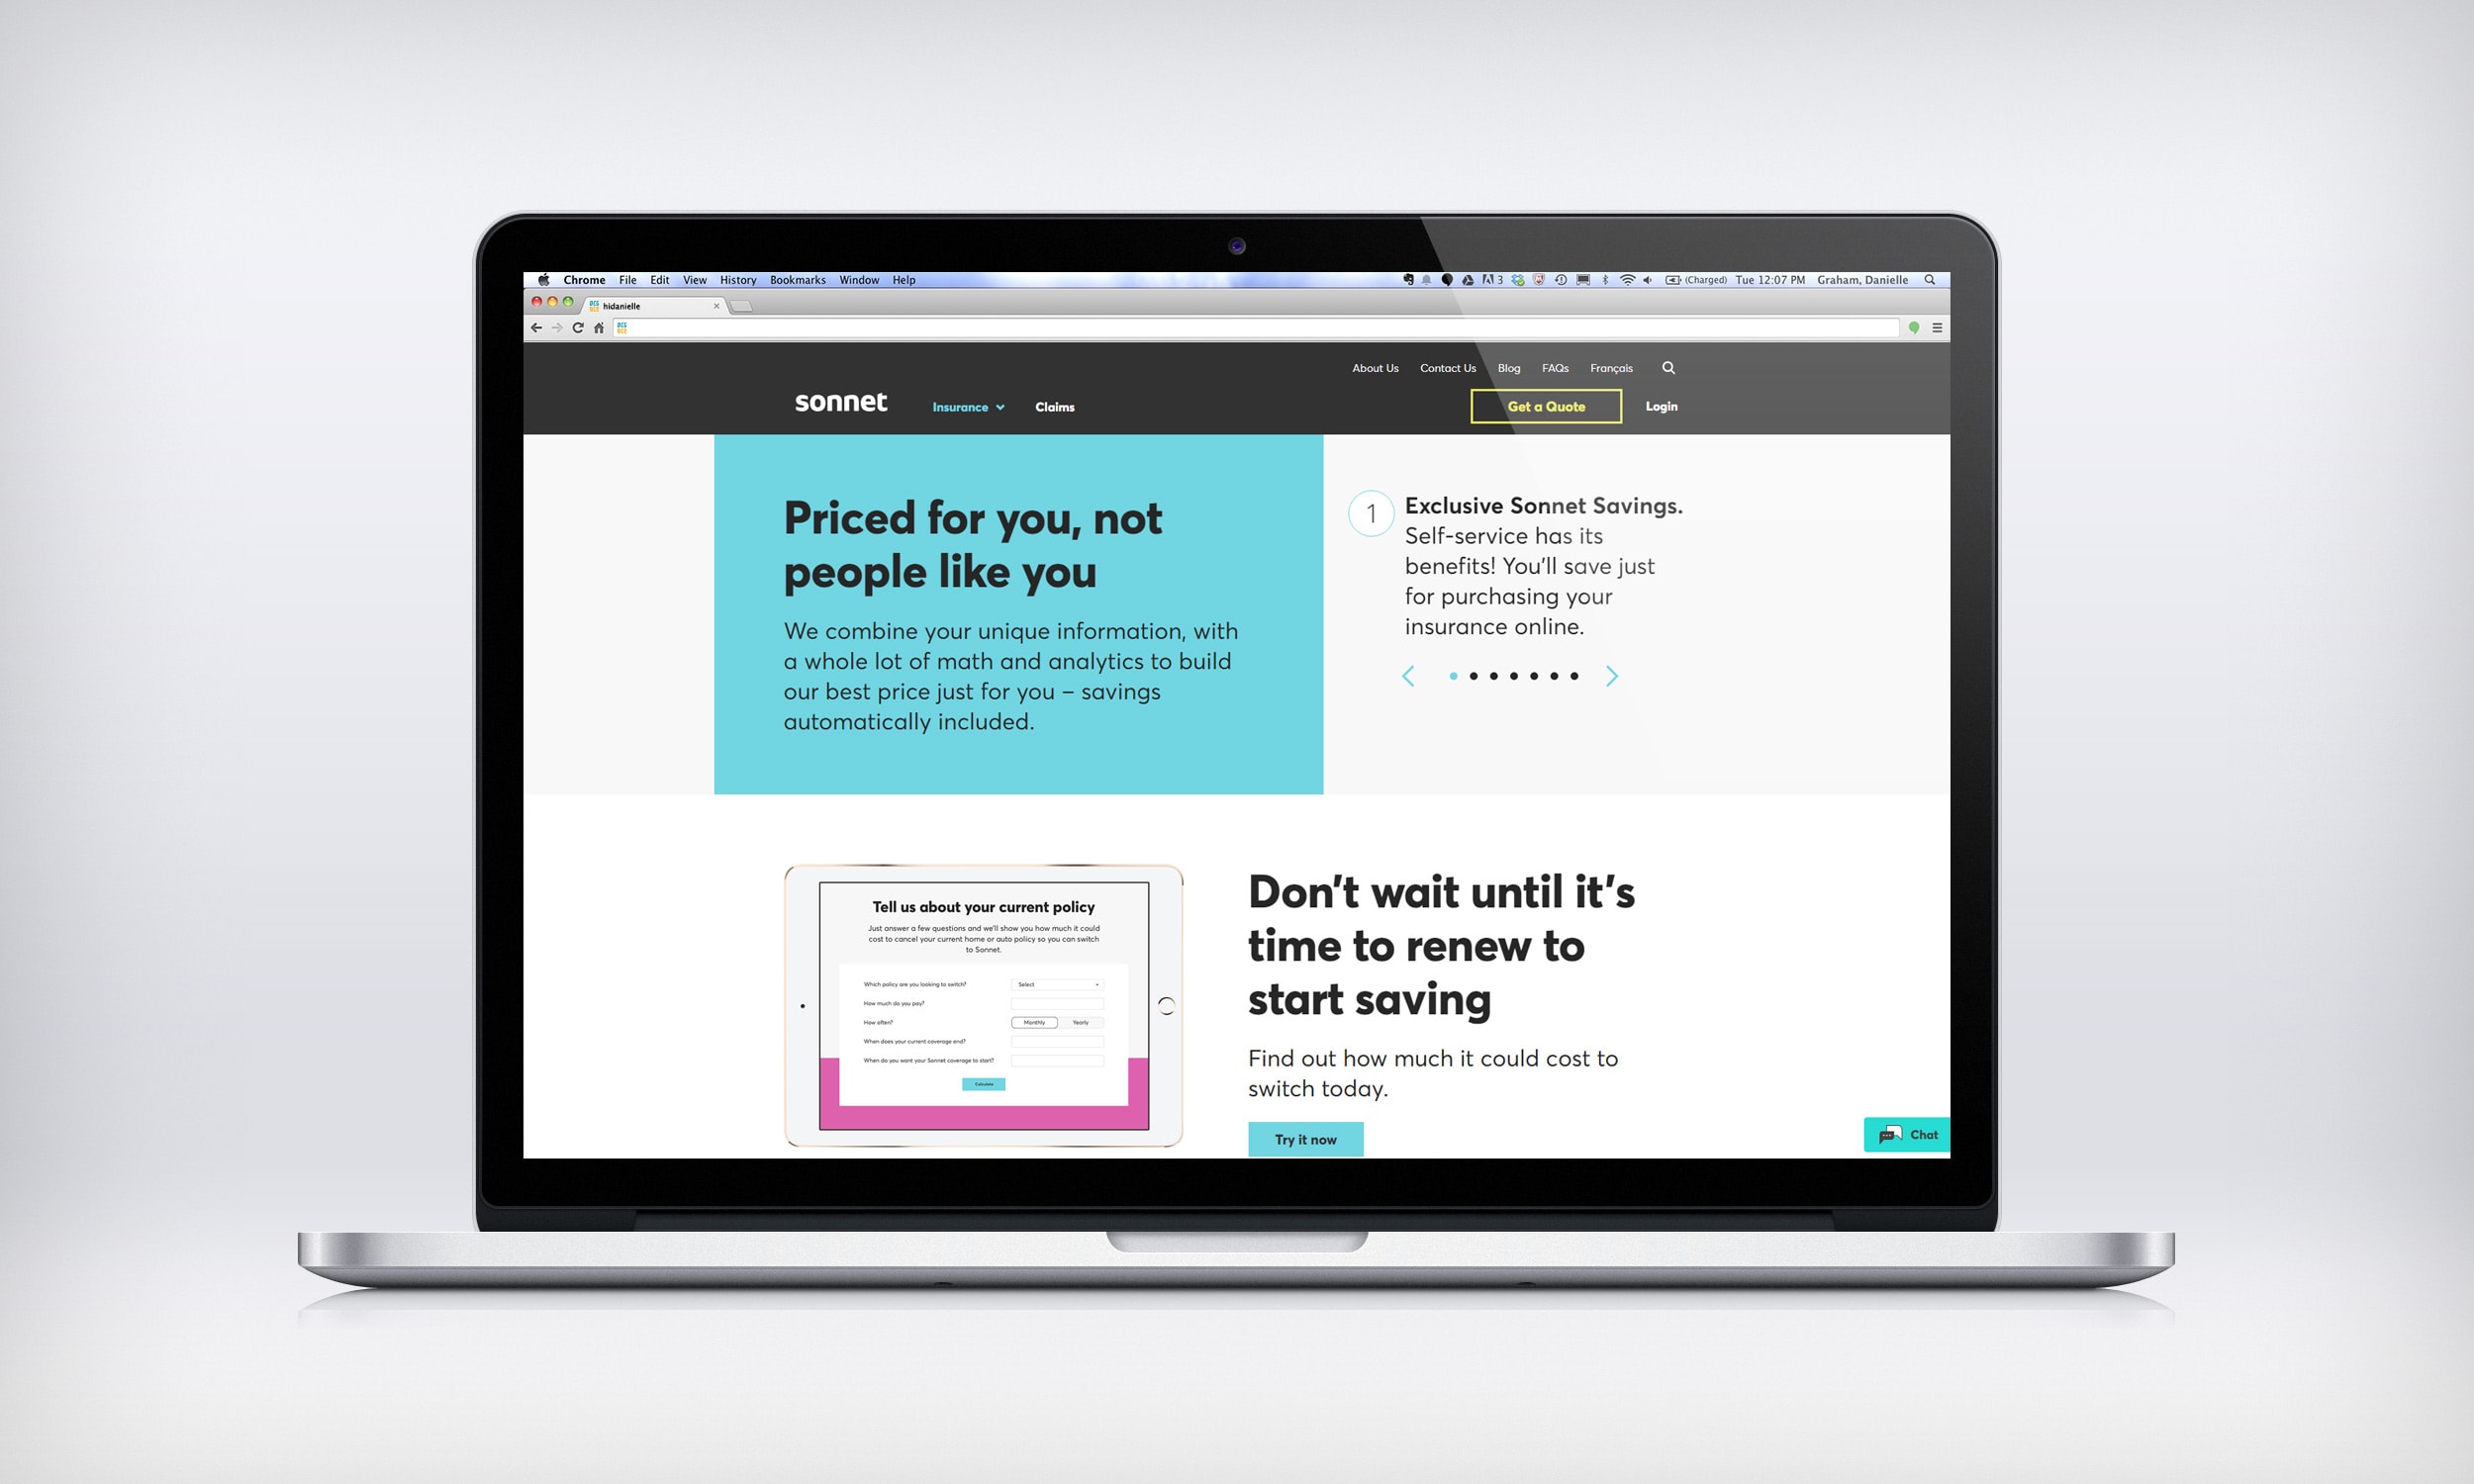 Chrome File Edit View History Bookmarks Window Help 3 (Charged) Tue 12:07 PM Graham, Danielle
hidanielle
About Us Contact Us Blog FAQs Français
sonnet Insurance Claims Get a Quote Login
Priced for you, not
people like you
We combine your unique information, with
a whole lot of math and analytics to build
our best price just for you – savings
automatically included.
1
Exclusive Sonnet Savings.
Self-service has its
benefits! You'll save just
for purchasing your
insurance online.
Tell us about your current policy
Just answer a few questions and we'll show you how much it could
cost to cancel your current home or auto policy so you can switch
to Sonnet.
Which policy are you looking to switch? Select
How much do you pay?
How often? Monthly Yearly
When does your current coverage end?
When do you want your Sonnet coverage to start?
Calculate
Don't wait until it's
time to renew to
start saving
Find out how much it could cost to
switch today.
Try it now
Chat